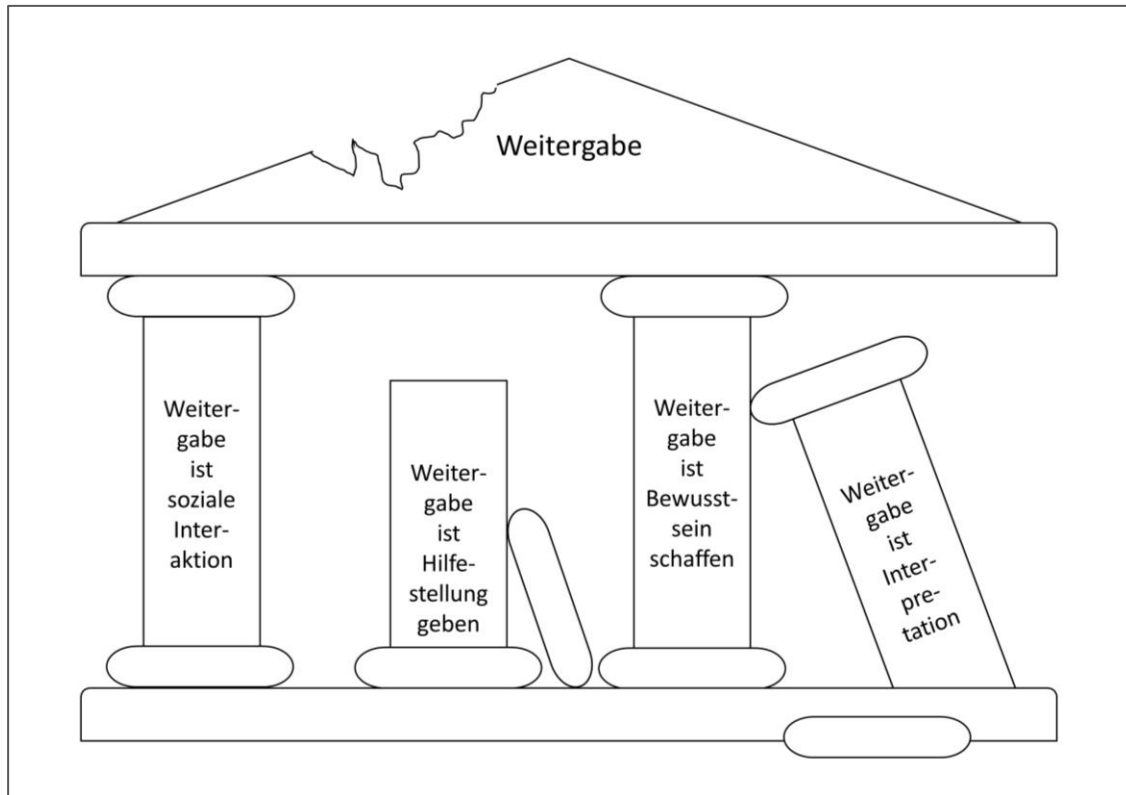 Weitergabe
Weiter-
gabe
ist
soziale
Inter-
aktion
Weiter-
gabe
ist
Hilfe-
stellung
geben
Weiter-
gabe
ist
Bewusst-
sein
schaffen
Weiter-
gabe
ist
Inter-
pre-
tation